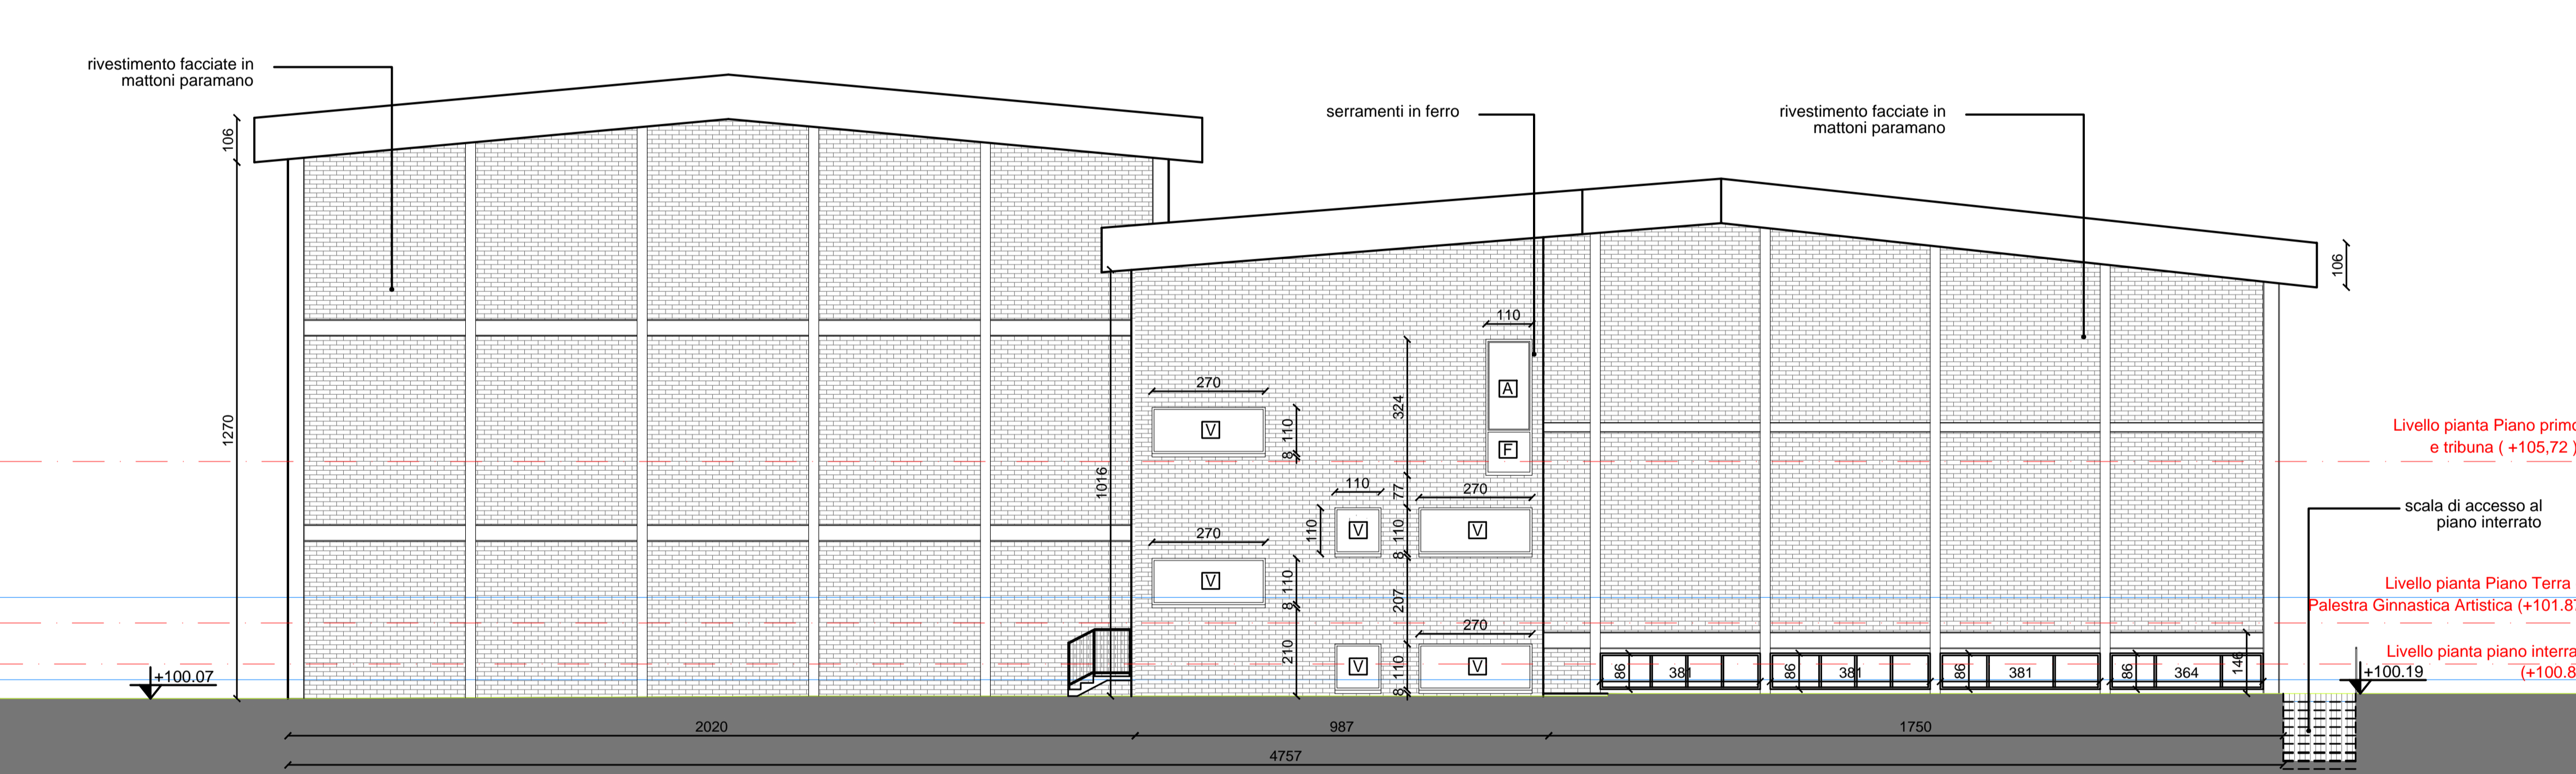 rivestimento facciate in
mattoni paramano
serramenti in ferro
rivestimento facciate in
mattoni paramano
106
1270
106
110
A
F
324
77
270
V
110
8
1016
110
V
110
270
V
110
8
270
V
110
8
210
207
V
270
V
110
8
86
381
86
381
86
381
86
364
146
Livello pianta Piano primo
e tribuna ( +105,72 )
scala di accesso al
piano interrato
Livello pianta Piano Terra
Palestra Ginnastica Artistica (+101.87
Livello pianta piano interra
(+100.8
+100.07
+100.19
2020
987
1750
4757